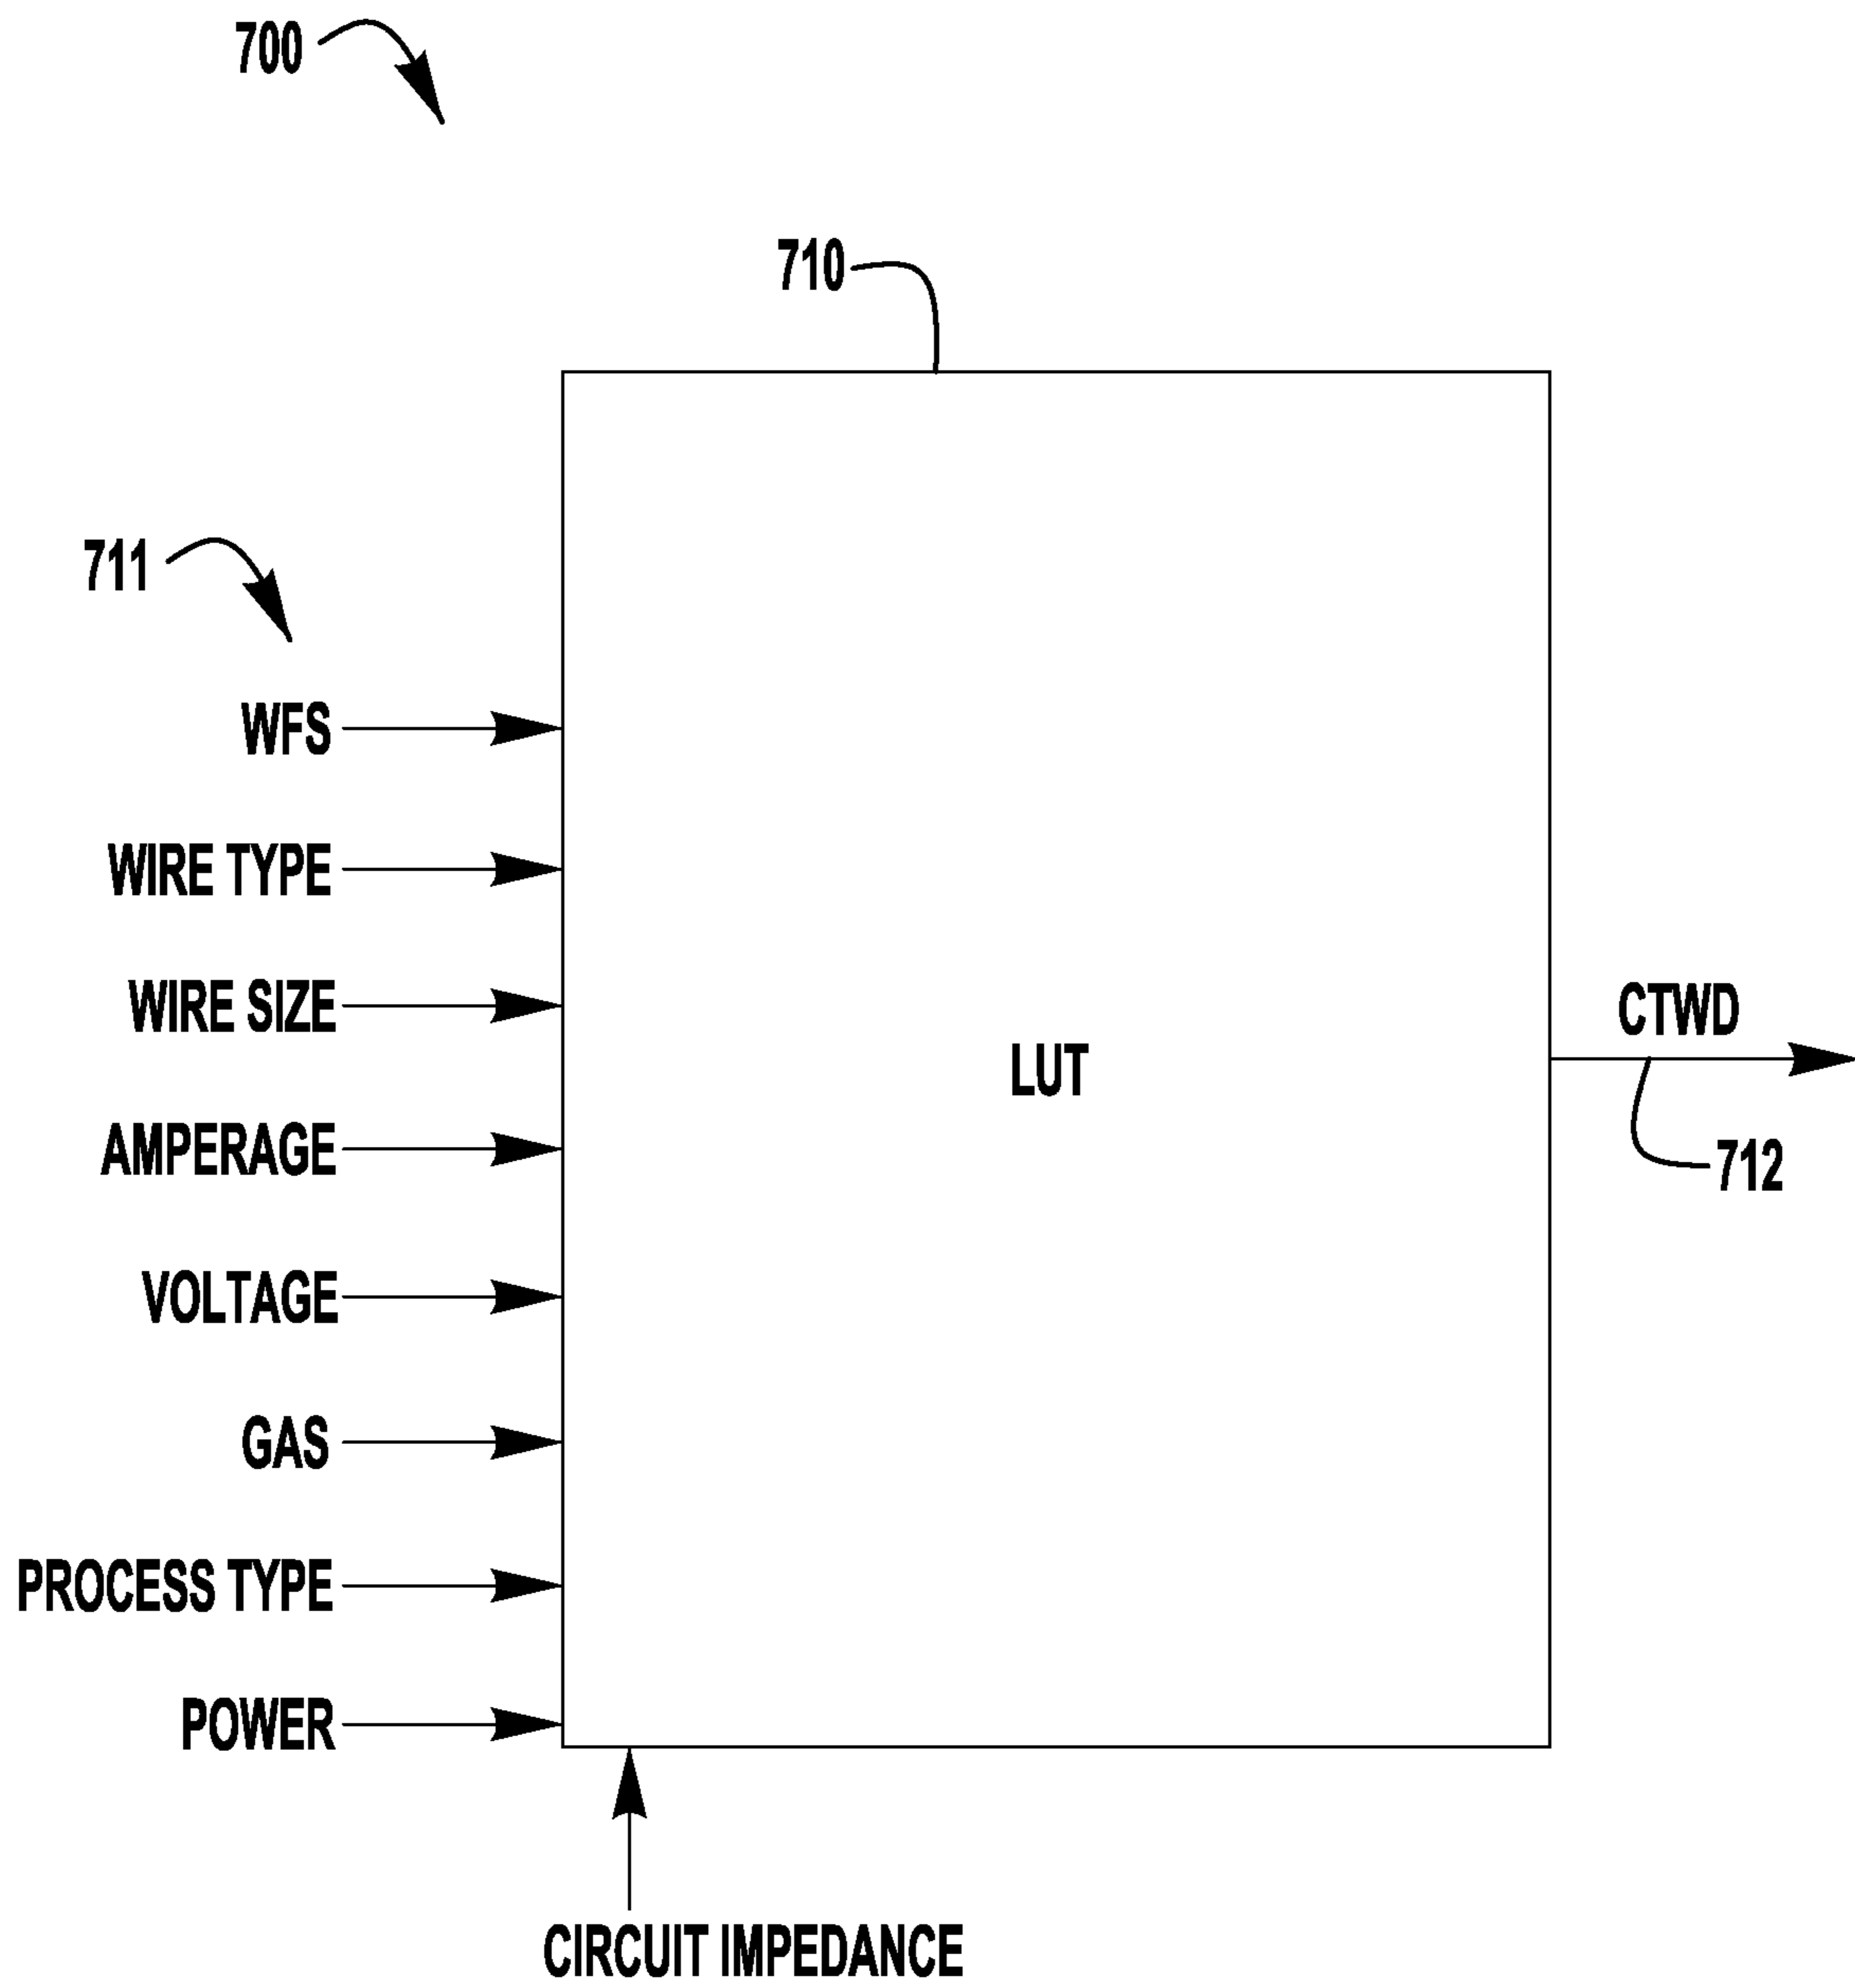 700
710
711
WFS
WIRE TYPE
WIRE SIZE
AMPERAGE
VOLTAGE
GAS
PROCESS TYPE
POWER
LUT
CTWD
712
CIRCUIT IMPEDANCE